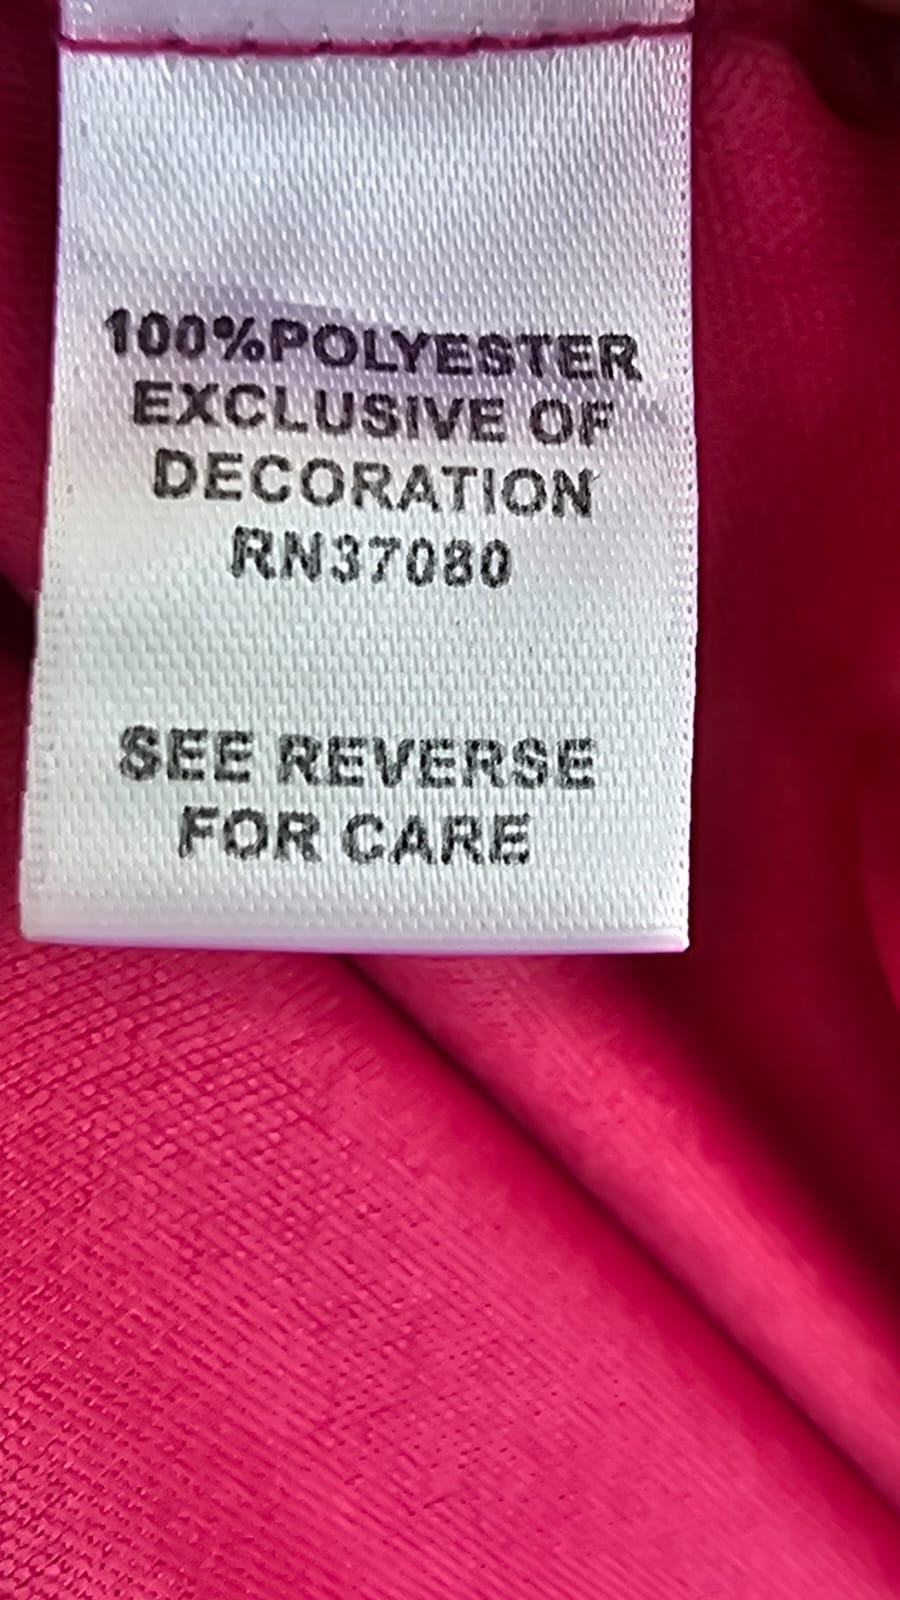 100%POLYESTER
EXCLUSIVE OF
DECORATION
RN37080
SEE REVERSE
FOR CARE